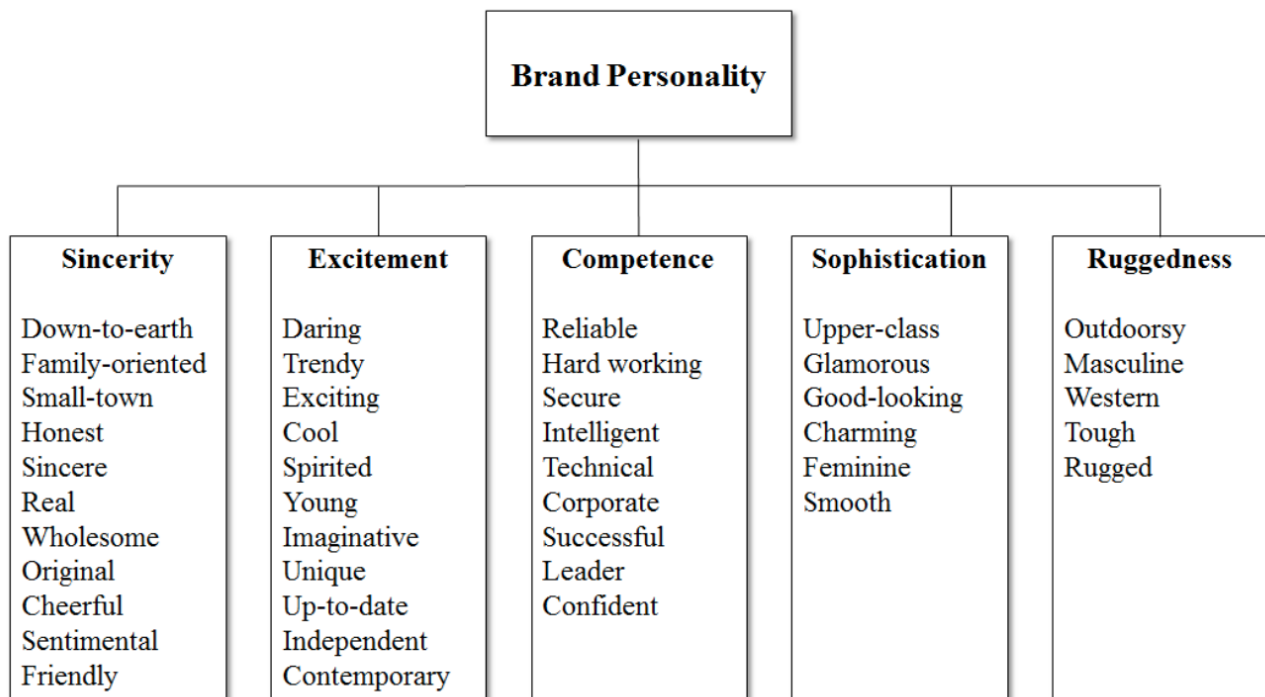 Brand Personality
Sincerity
Down-to-earth
Family-oriented
Small-town
Honest
Sincere
Real
Wholesome
Original
Cheerful
Sentimental
Friendly
Excitement
Daring
Trendy
Exciting
Cool
Spirited
Young
Imaginative
Unique
Up-to-date
Independent
Contemporary
Competence
Reliable
Hard working
Secure
Intelligent
Technical
Corporate
Successful
Leader
Confident
Sophistication
Upper-class
Glamorous
Good-looking
Charming
Feminine
Smooth
Ruggedness
Outdoorsy
Masculine
Western
Tough
Rugged